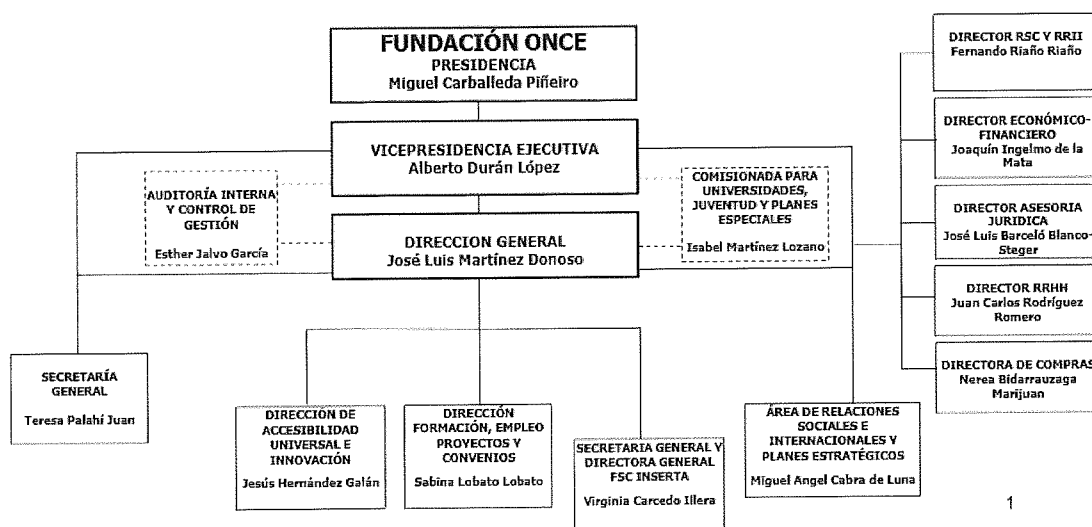 FUNDACIÓN ONCE
PRESIDENCIA
Miguel Carballeda Piñeiro
VICEPRESIDENCIA EJECUTIVA
Alberto Durán López
AUDITORÍA INTERNA
Y CONTROL DE
GESTIÓN
Esther Jalvo García
COMISIONADA PARA
UNIVERSIDADES,
JUVENTUD Y PLANES
ESPECIALES
Isabel Martínez Lozano
DIRECCION GENERAL
José Luis Martínez Donoso
SECRETARÍA
GENERAL
Teresa Palahí Juan
DIRECCIÓN DE
ACCESIBILIDAD
UNIVERSAL E
INNOVACIÓN
Jesús Hernández Galán
DIRECCIÓN
FORMACIÓN, EMPLEO
PROYECTOS Y
CONVENIOS
Sabina Lobato Lobato
SECRETARIA GENERAL Y
DIRECTORA GENERAL
FSC INSERTA
Virginia Carcedo Illera
ÁREA DE RELACIONES
SOCIALES E
INTERNACIONALES Y
PLANES ESTRATÉGICOS
Miguel Angel Cabra de Luna
DIRECTOR RSC Y RRII
Fernando Riaño Riaño
DIRECTOR ECONÓMICO-
FINANCIERO
Joaquín Ingelmo de la
Mata
DIRECTOR ASESORIA
JURIDICA
José Luis Barceló Blanco-
Steger
DIRECTOR RRHH
Juan Carlos Rodríguez
Romero
DIRECTORA DE COMPRAS
Nerea Bidarrauzaga
Marijuan
1